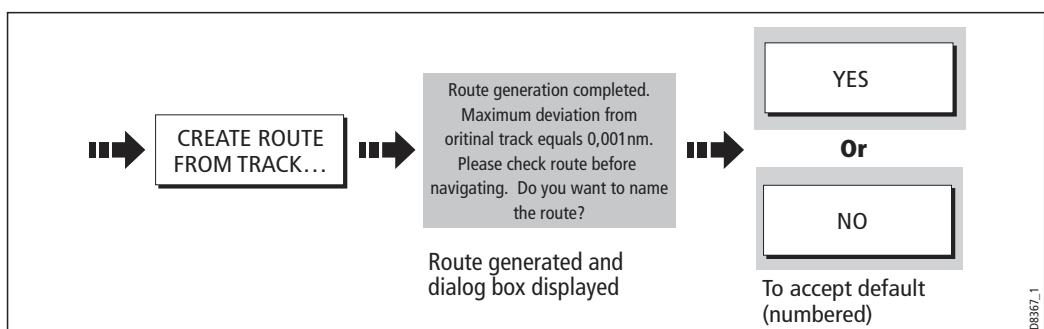 CREATE ROUTE
FROM TRACK...
Route generation completed.
Maximum deviation from
oritinal track equals 0,001nm.
Please check route before
navigating. Do you want to name
the route?
Route generated and
dialog box displayed
YES
Or
NO
To accept default
(numbered)
D8367_1